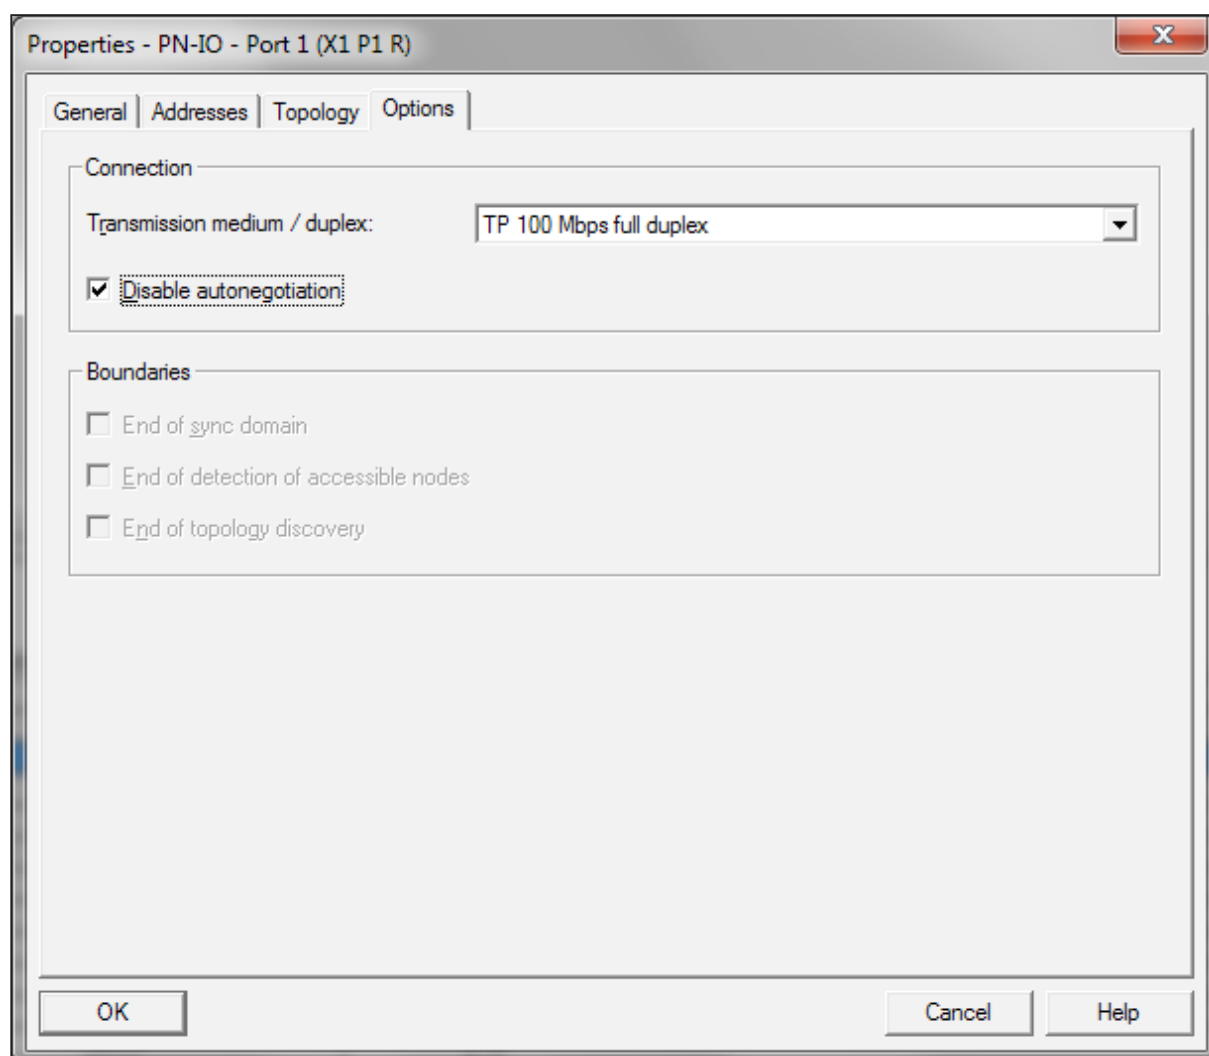 Properties - PN-IO - Port 1 (X1 P1 R)
General Addresses Topology Options
Connection
Transmission medium / duplex: TP 100 Mbps full duplex
Disable autonegotiation
Boundaries
End of sync domain
End of detection of accessible nodes
End of topology discovery
OK Cancel Help